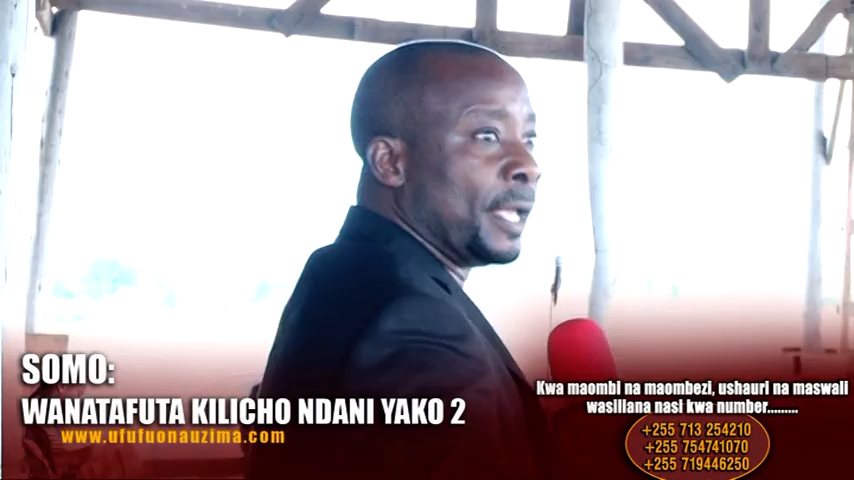 SOMO:
WANATAFUTA KILICHO NDANI YAKO 2
www.ufufuonauzima.com
Kwa maombi na maombezi, ushauri na maswali
wasiliana nasi kwa number.........
+255 713 254210
+255 754741070
+255 719446250